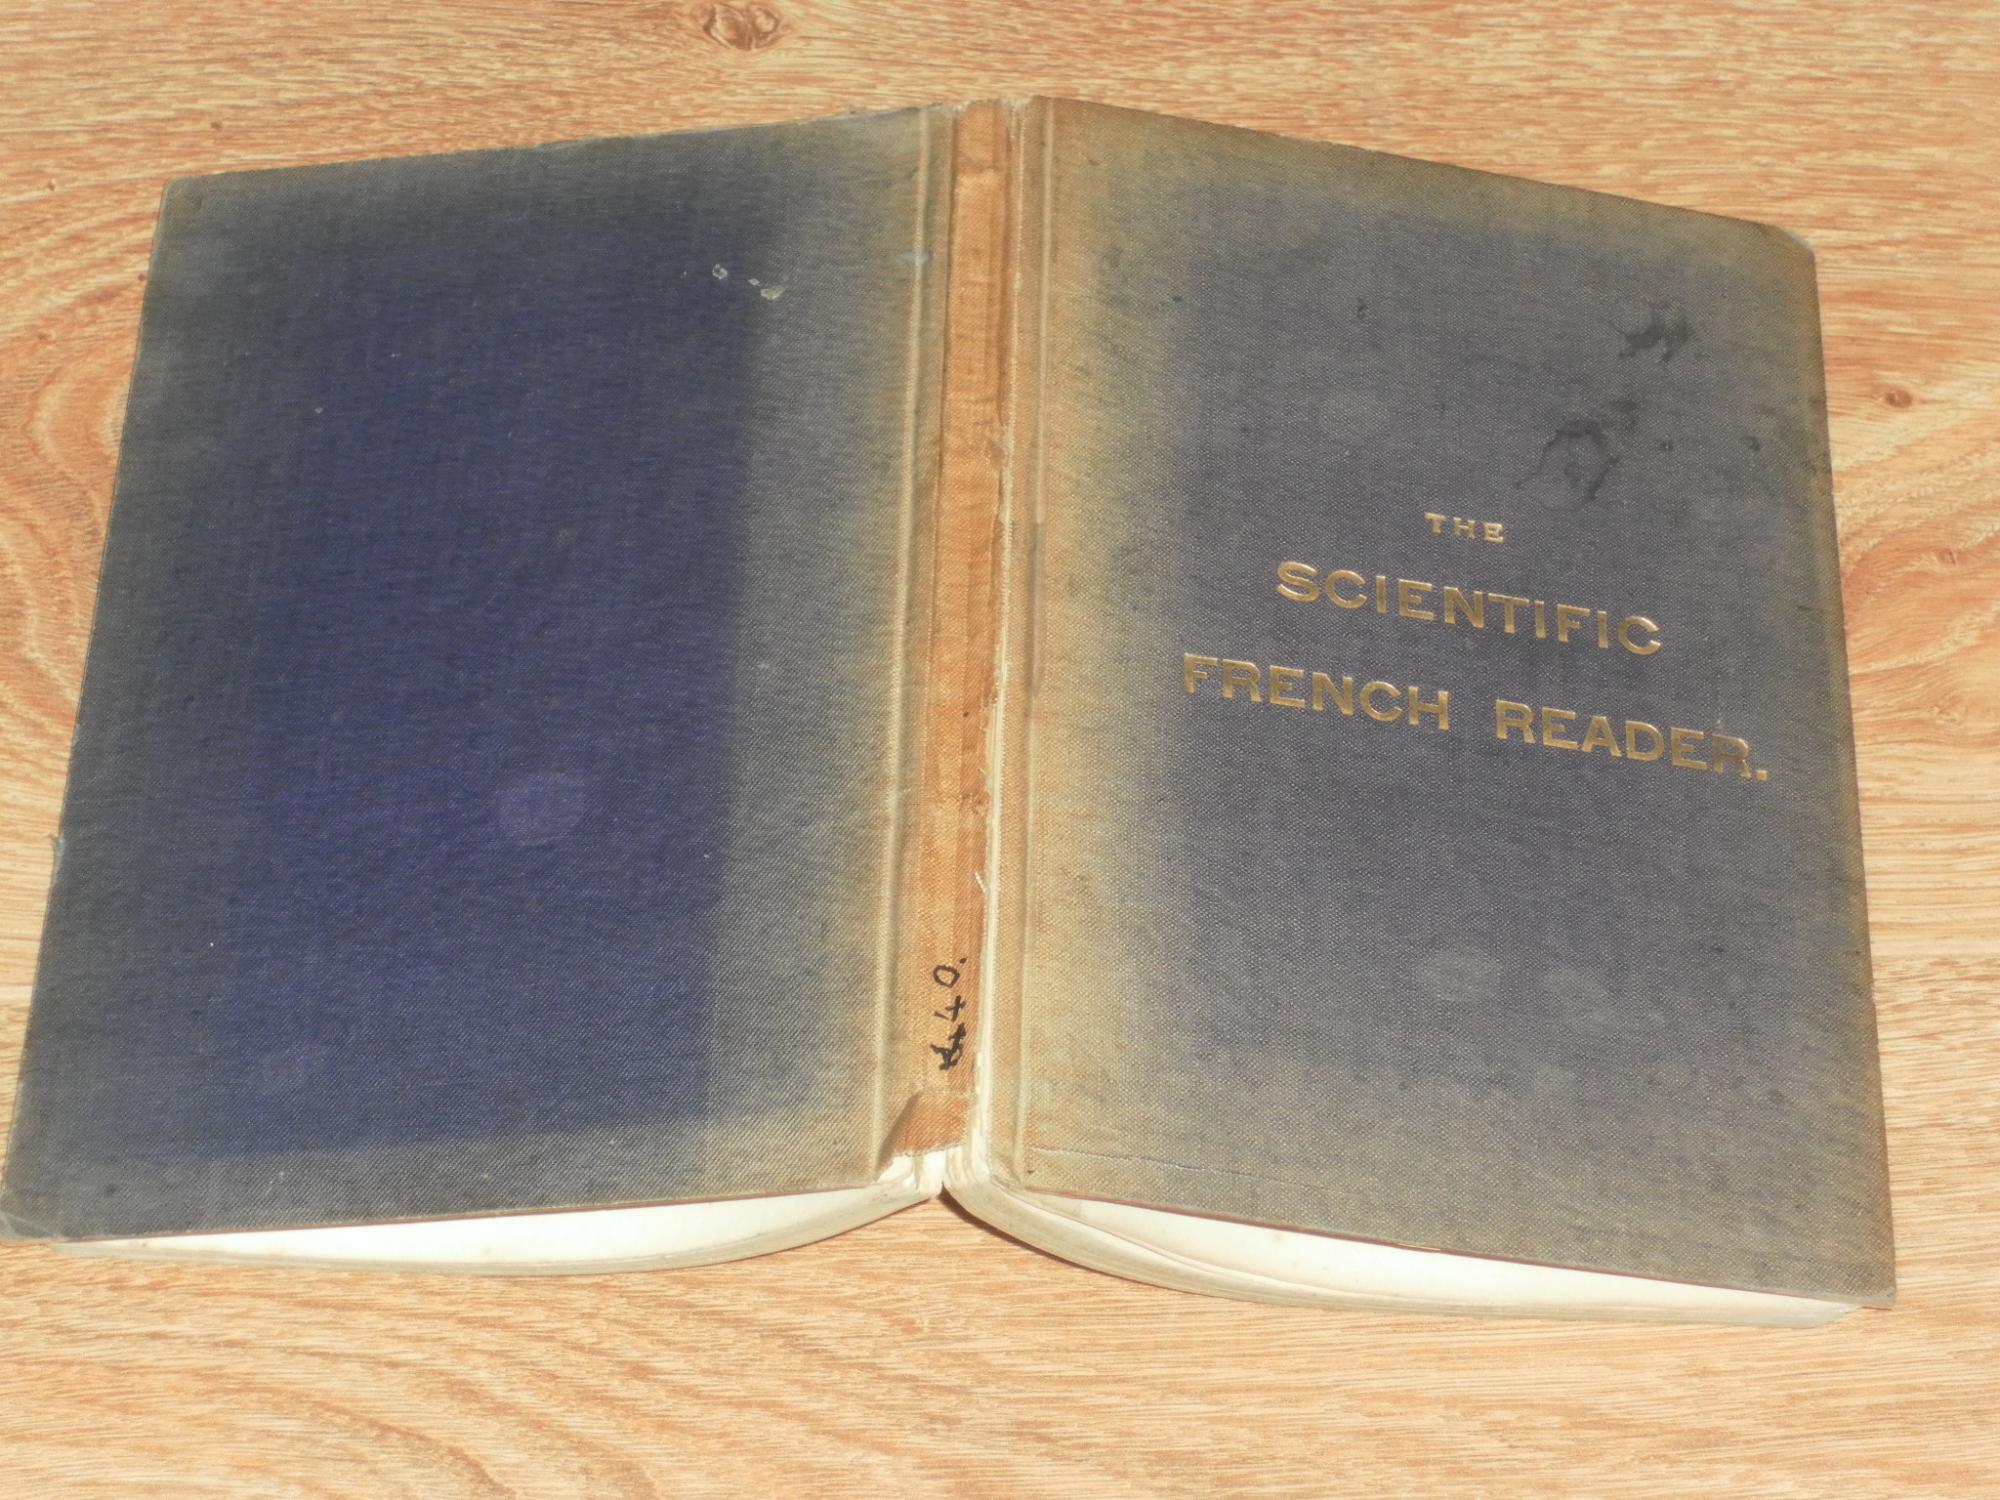 THE
SCIENTIFIC
FRENCH READER.